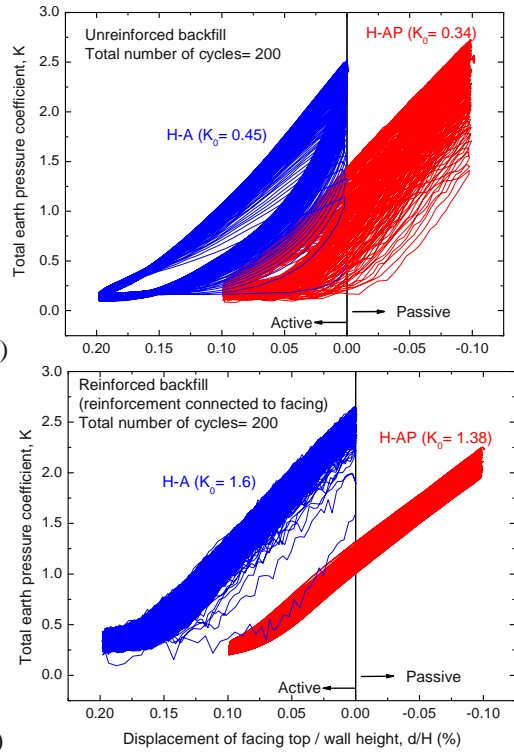 Unreinforced backfill
Total number of cycles= 200
H-AP (K0= 0.34)
H-A (K0= 0.45)
Total earth pressure coefficient, K
3.0
2.5
2.0
1.5
1.0
0.5
0.0
Active
Passive
0.20 0.15 0.10 0.05 0.00 -0.05 -0.10
)
Reinforced backfill
(reinforcement connected to facing)
Total number of cycles= 200
H-AP (K0= 1.38)
H-A (K0= 1.6)
Total earth pressure coefficient, K
3.0
2.5
2.0
1.5
1.0
0.5
0.0
Active
Passive
0.20 0.15 0.10 0.05 0.00 -0.05 -0.10
Displacement of facing top / wall height, d/H (%)
)